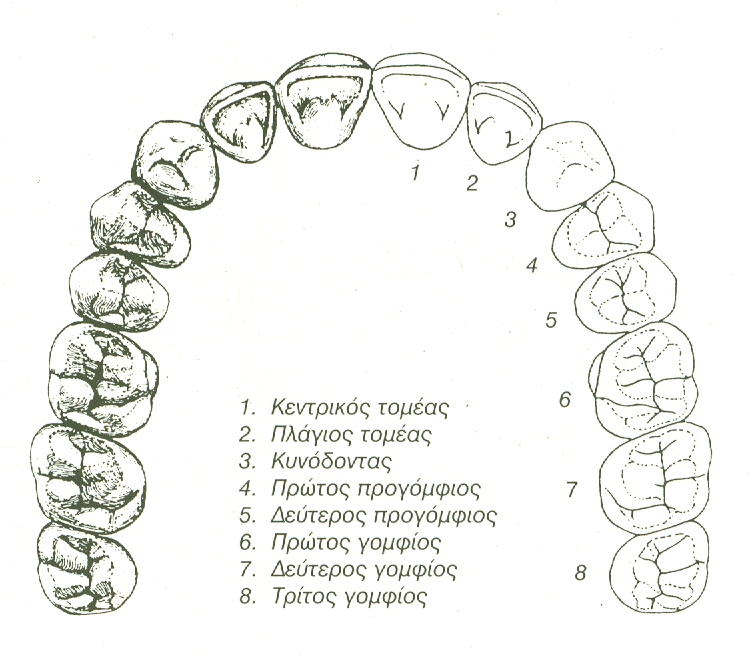 1
2
3
4
5
6
7
8
1. Κεντρικός τομέας
2. Πλάγιος τομέας
3. Κυνόδοντας
4. Πρώτος προγόμφιος
5. Δεύτερος προγόμφιος
6. Πρώτος γομφίος
7. Δεύτερος γομφίος
8. Τρίτος γομφίος